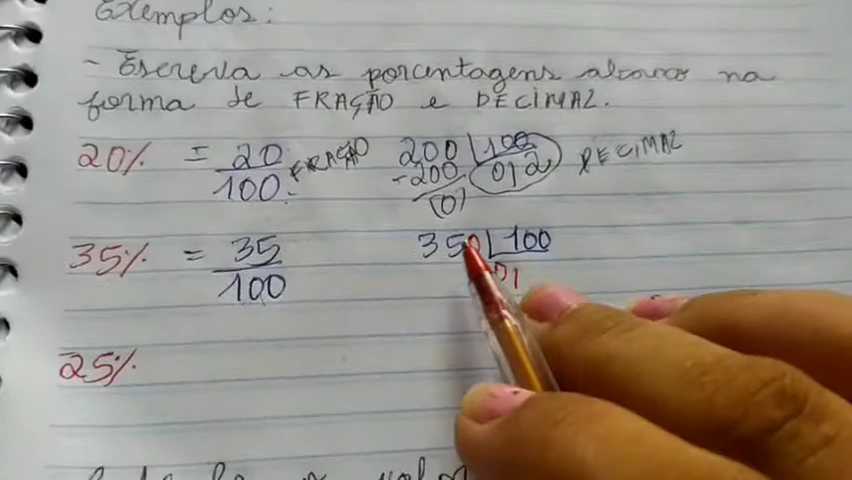 Exemplos:
- Escreva as porcentagens abaixo na
forma de FRAÇÃO e DECIMAL.
20% = 20/100 FRAÇÃO 200 | 100 DECIMAL
-200 0,2
(0)
35% = 35/100 350 | 100
0,
25%